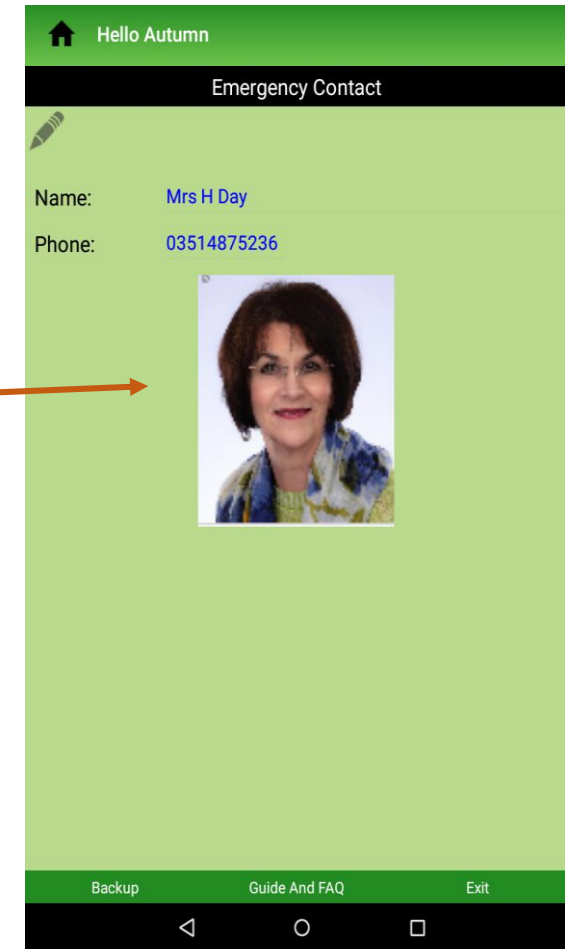 Hello Autumn
Emergency Contact
Name: Mrs H Day
Phone: 03514875236
Backup Guide And FAQ Exit